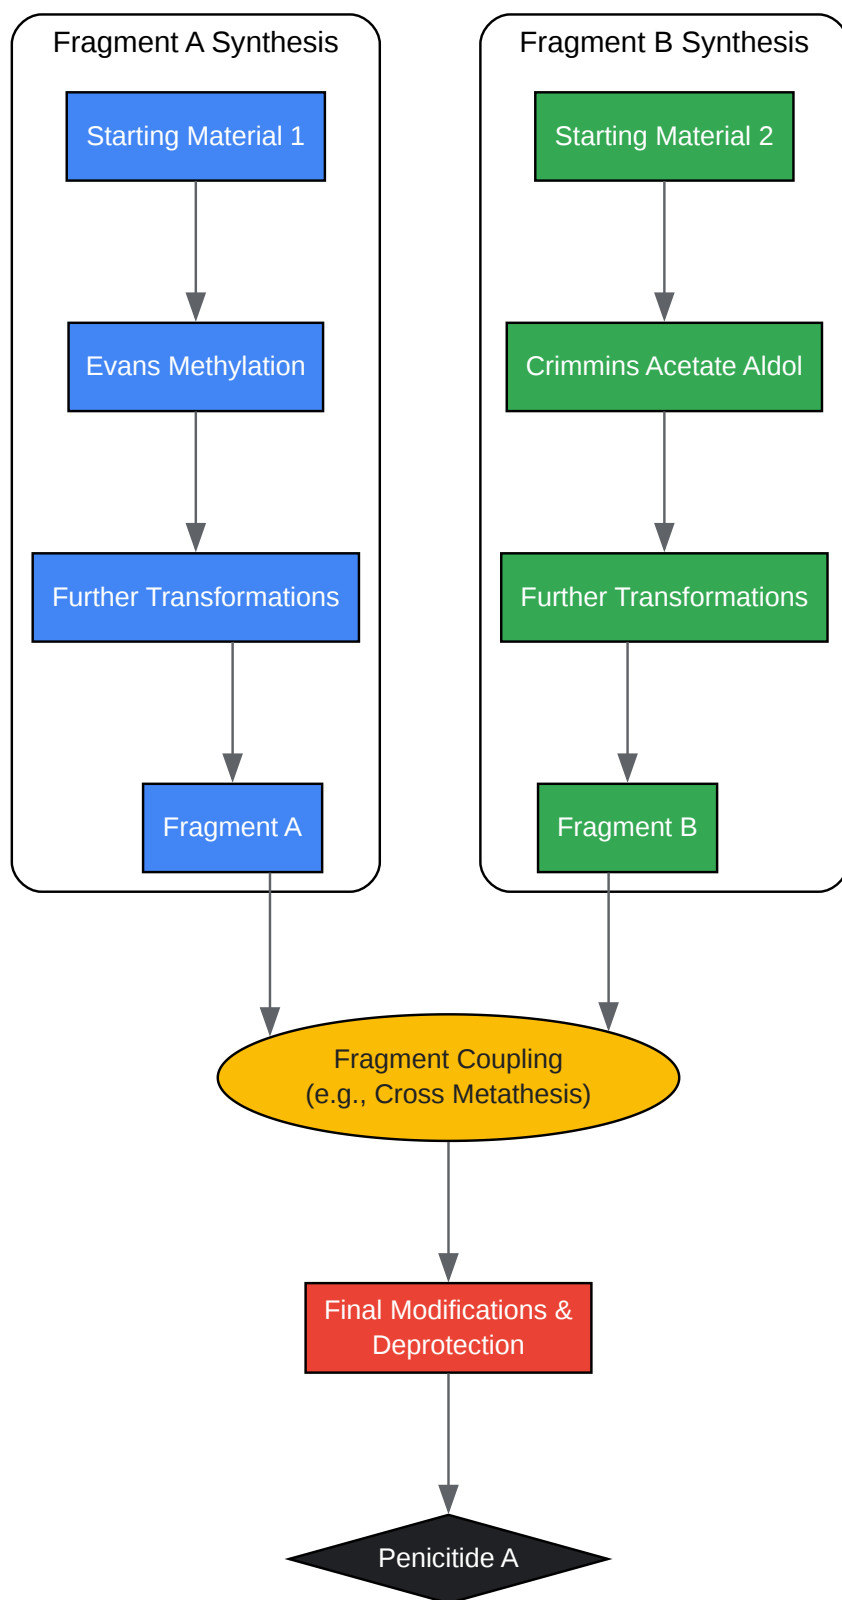 Fragment A Synthesis
Starting Material 1
Evans Methylation
Further Transformations
Fragment A
Fragment B Synthesis
Starting Material 2
Crimmins Acetate Aldol
Further Transformations
Fragment B
Fragment Coupling
(e.g., Cross Metathesis)
Final Modifications &
Deprotection
Penicitide A